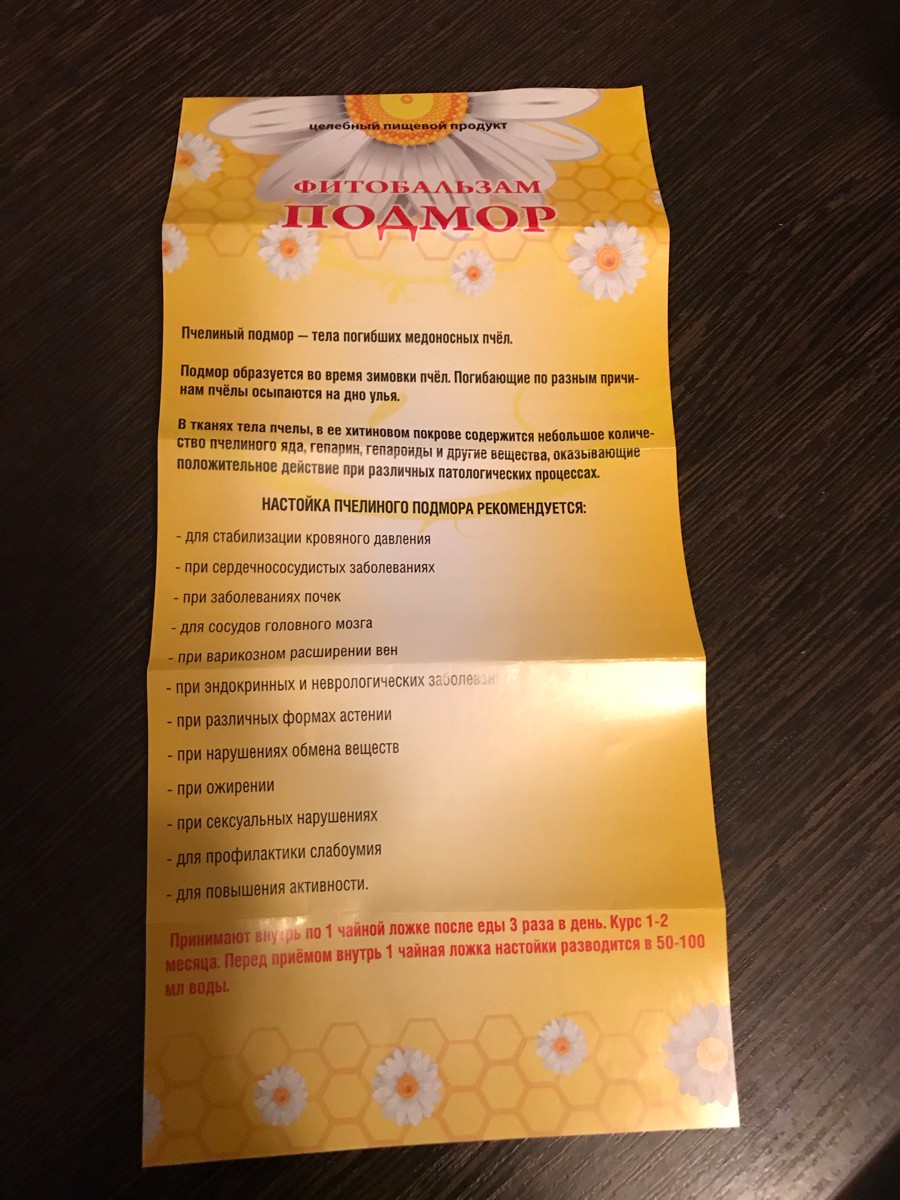 целебный пищевой продукт
ФИТОБАЛЬЗАМ
ПОДМОР
Пчелиный подмор — тела погибших медоносных пчёл.
Подмор образуется во время зимовки пчёл. Погибающие по разным причи-
нам пчёлы осыпаются на дно улья.
В тканях тела пчелы, в ее хитиновом покрове содержится небольшое количе-
ство пчелиного яда, гепарин, гепароиды и другие вещества, оказывающие
положительное действие при различных патологических процессах.
НАСТОЙКА ПЧЕЛИНОГО ПОДМОРА РЕКОМЕНДУЕТСЯ:
- для стабилизации кровяного давления
- при сердечнососудистых заболеваниях
- при заболеваниях почек
- для сосудов головного мозга
- при варикозном расширении вен
- при эндокринных и неврологических
- при различных формах астении
- при нарушениях обмена веществ
- при ожирении
- при сексуальных нарушениях
- для профилактики слабоумия
- для повышения активности.
Принимают внутрь по 1 чайной ложке после еды 3 раза в день. Курс 1-2
месяца. Перед приёмом внутрь 1 чайная ложка настойки разводится в 50-100
мл воды.